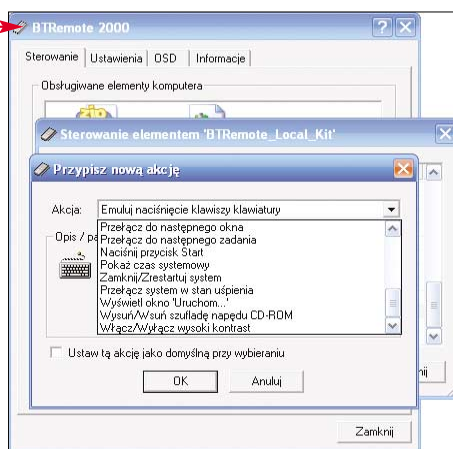 BTRemote 2000
Sterowanie Ustawienia OSD Informacje
Obsługiwane elementy komputera
Sterowanie elementem 'BTRemote_Local_Kit'
Przypisz nową akcję
Akcja: Emuluj naciśnięcie klawiszy klawiatury
Opis / pa
Przełącz do następnego okna
Przełącz do następnego zadania
Naciśnij przycisk Start
Pokaż czas systemowy
Zamknij/Zrestartuj system
Przełącz system w stan uśpienia
Wyświetl okno 'Uruchom...'
Wysuń/Wsuń szufladę napędu CD-ROM
Włącz/Wyłącz wysoki kontrast
Ustaw tą akcję jako domyślną przy wybieraniu
OK Anuluj
nij
Zamknij